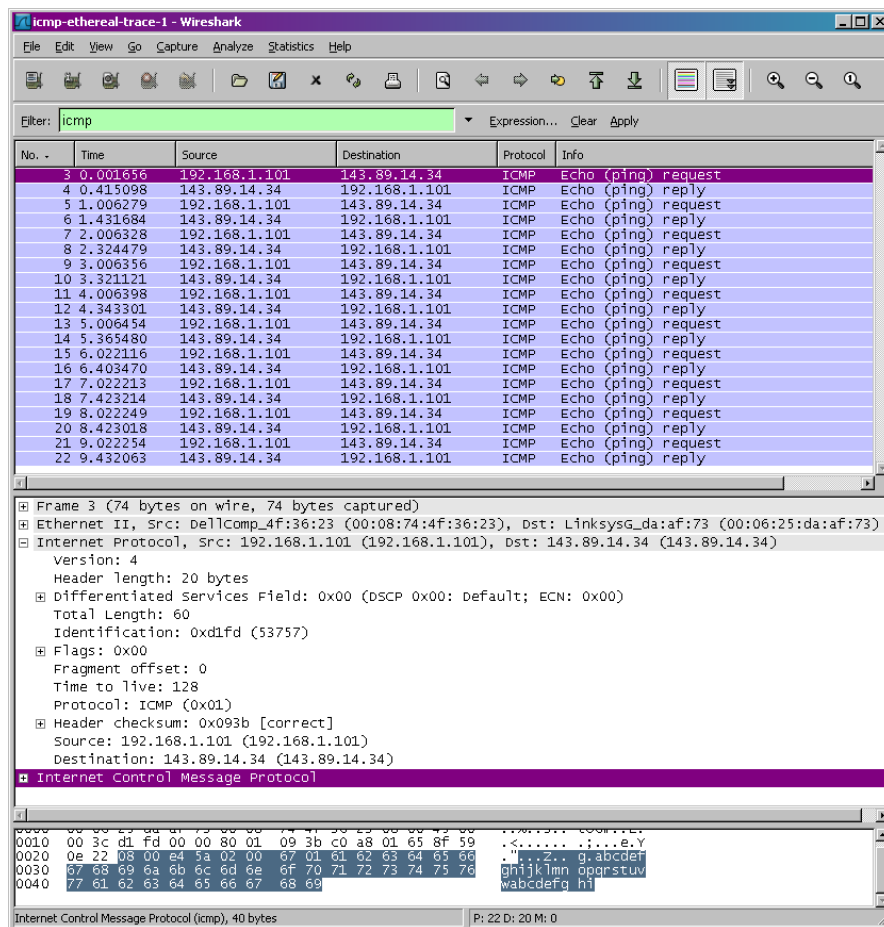 icmp-ethereal-trace-1 - Wireshark
File Edit View Go Capture Analyze Statistics Help
Filter: icmp Expression... Clear Apply
No. - Time Source Destination Protocol Info
3 0.001656 192.168.1.101 143.89.14.34 ICMP Echo (ping) request
4 0.415098 143.89.14.34 192.168.1.101 ICMP Echo (ping) reply
5 1.006279 192.168.1.101 143.89.14.34 ICMP Echo (ping) request
6 1.431684 143.89.14.34 192.168.1.101 ICMP Echo (ping) reply
7 2.006328 192.168.1.101 143.89.14.34 ICMP Echo (ping) request
8 2.324479 143.89.14.34 192.168.1.101 ICMP Echo (ping) reply
9 3.006356 192.168.1.101 143.89.14.34 ICMP Echo (ping) request
10 3.321121 143.89.14.34 192.168.1.101 ICMP Echo (ping) reply
11 4.006398 192.168.1.101 143.89.14.34 ICMP Echo (ping) request
12 4.343301 143.89.14.34 192.168.1.101 ICMP Echo (ping) reply
13 5.006454 192.168.1.101 143.89.14.34 ICMP Echo (ping) request
14 5.365480 143.89.14.34 192.168.1.101 ICMP Echo (ping) reply
15 6.022116 192.168.1.101 143.89.14.34 ICMP Echo (ping) request
16 6.403470 143.89.14.34 192.168.1.101 ICMP Echo (ping) reply
17 7.022213 192.168.1.101 143.89.14.34 ICMP Echo (ping) request
18 7.423214 143.89.14.34 192.168.1.101 ICMP Echo (ping) reply
19 8.022249 192.168.1.101 143.89.14.34 ICMP Echo (ping) request
20 8.423018 143.89.14.34 192.168.1.101 ICMP Echo (ping) reply
21 9.022254 192.168.1.101 143.89.14.34 ICMP Echo (ping) request
22 9.432063 143.89.14.34 192.168.1.101 ICMP Echo (ping) reply
Frame 3 (74 bytes on wire, 74 bytes captured)
Ethernet II, Src: DellComp_4f:36:23 (00:08:74:4f:36:23), Dst: LinksysG_da:af:73 (00:06:25:da:af:73)
Internet Protocol, Src: 192.168.1.101 (192.168.1.101), Dst: 143.89.14.34 (143.89.14.34)
Version: 4
Header length: 20 bytes
Differentiated Services Field: 0x00 (DSCP 0x00: Default; ECN: 0x00)
Total Length: 60
Identification: 0xd1fd (53757)
Flags: 0x00
Fragment offset: 0
Time to live: 128
Protocol: ICMP (0x01)
Header checksum: 0x093b [correct]
Source: 192.168.1.101 (192.168.1.101)
Destination: 143.89.14.34 (143.89.14.34)
Internet Control Message Protocol
0010 00 3c d1 fd 00 00 80 01 09 3b c0 a8 01 65 8f 59 .<...... .;...e.Y
0020 0e 22 08 00 e4 5a 02 00 67 01 61 62 63 64 65 66 ."...Z.. g.abcdef
0030 67 68 69 6a 6b 6c 6d 6e 6f 70 71 72 73 74 75 76 ghijklmn opqrstuv
0040 77 61 62 63 64 65 66 67 68 69 wabcdefg hi
Internet Control Message Protocol (icmp), 40 bytes P: 22 D: 20 M: 0